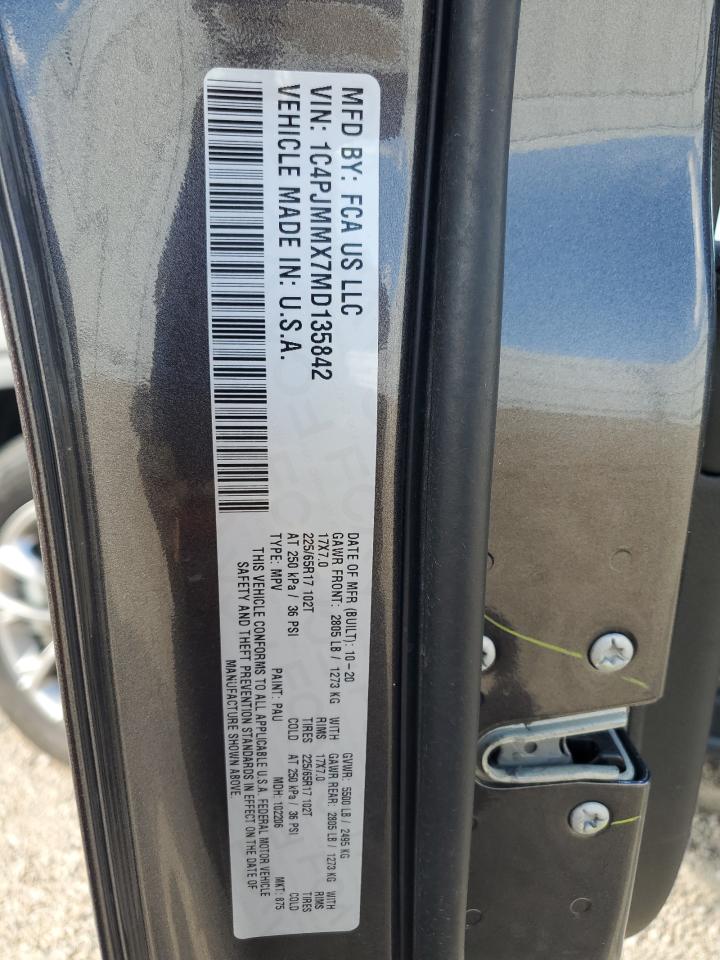 MFD BY: FCA US LLC
VIN: 1C4PJMMX7MD135842
VEHICLE MADE IN: U.S.A.
DATE OF MFR (BUILT): 10-20 GVWR: 5500 LB / 2495 KG
GAWR FRONT: 2805 LB / 1273 KG WITH GAWR REAR: 2805 LB / 1273 KG WITH
17X7.0 RIMS 17X7.0 RIMS
225/65R17 102T TIRES 225/65R17 102T TIRES
AT 250 kPa / 36 PSI COLD AT 250 kPa / 36 PSI COLD
TYPE: MPV PAINT: PAU MDH: 102206 MKT: 875
THIS VEHICLE CONFORMS TO ALL APPLICABLE U.S.A. FEDERAL MOTOR VEHICLE
SAFETY AND THEFT PREVENTION STANDARDS IN EFFECT ON THE DATE OF
MANUFACTURE SHOWN ABOVE.